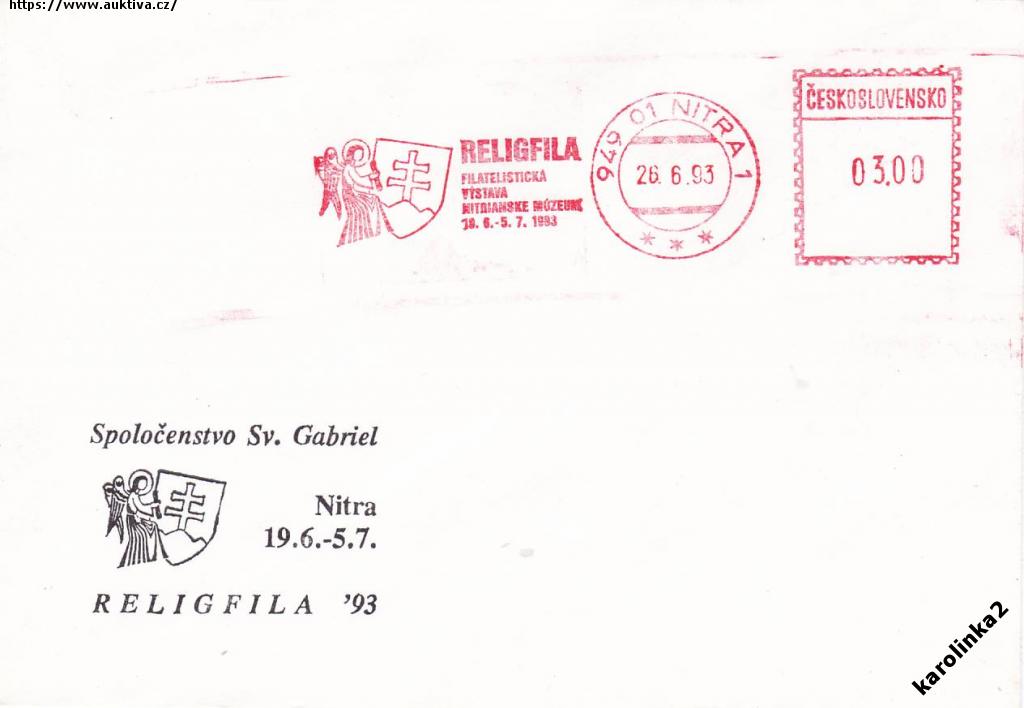 https://www.auktiva.cz/
RELIGFILA
FILATELISTICKÁ
VÝSTAVA
NITRIANSKE MÚZEUM
19. 6.-5. 7. 1993
949 01 NITRA 1
26. 6.93
ČESKOSLOVENSKO
03.00
Spoločenstvo Sv. Gabriel
Nitra
19.6.-5.7.
RELIGFILA '93
karolinka2